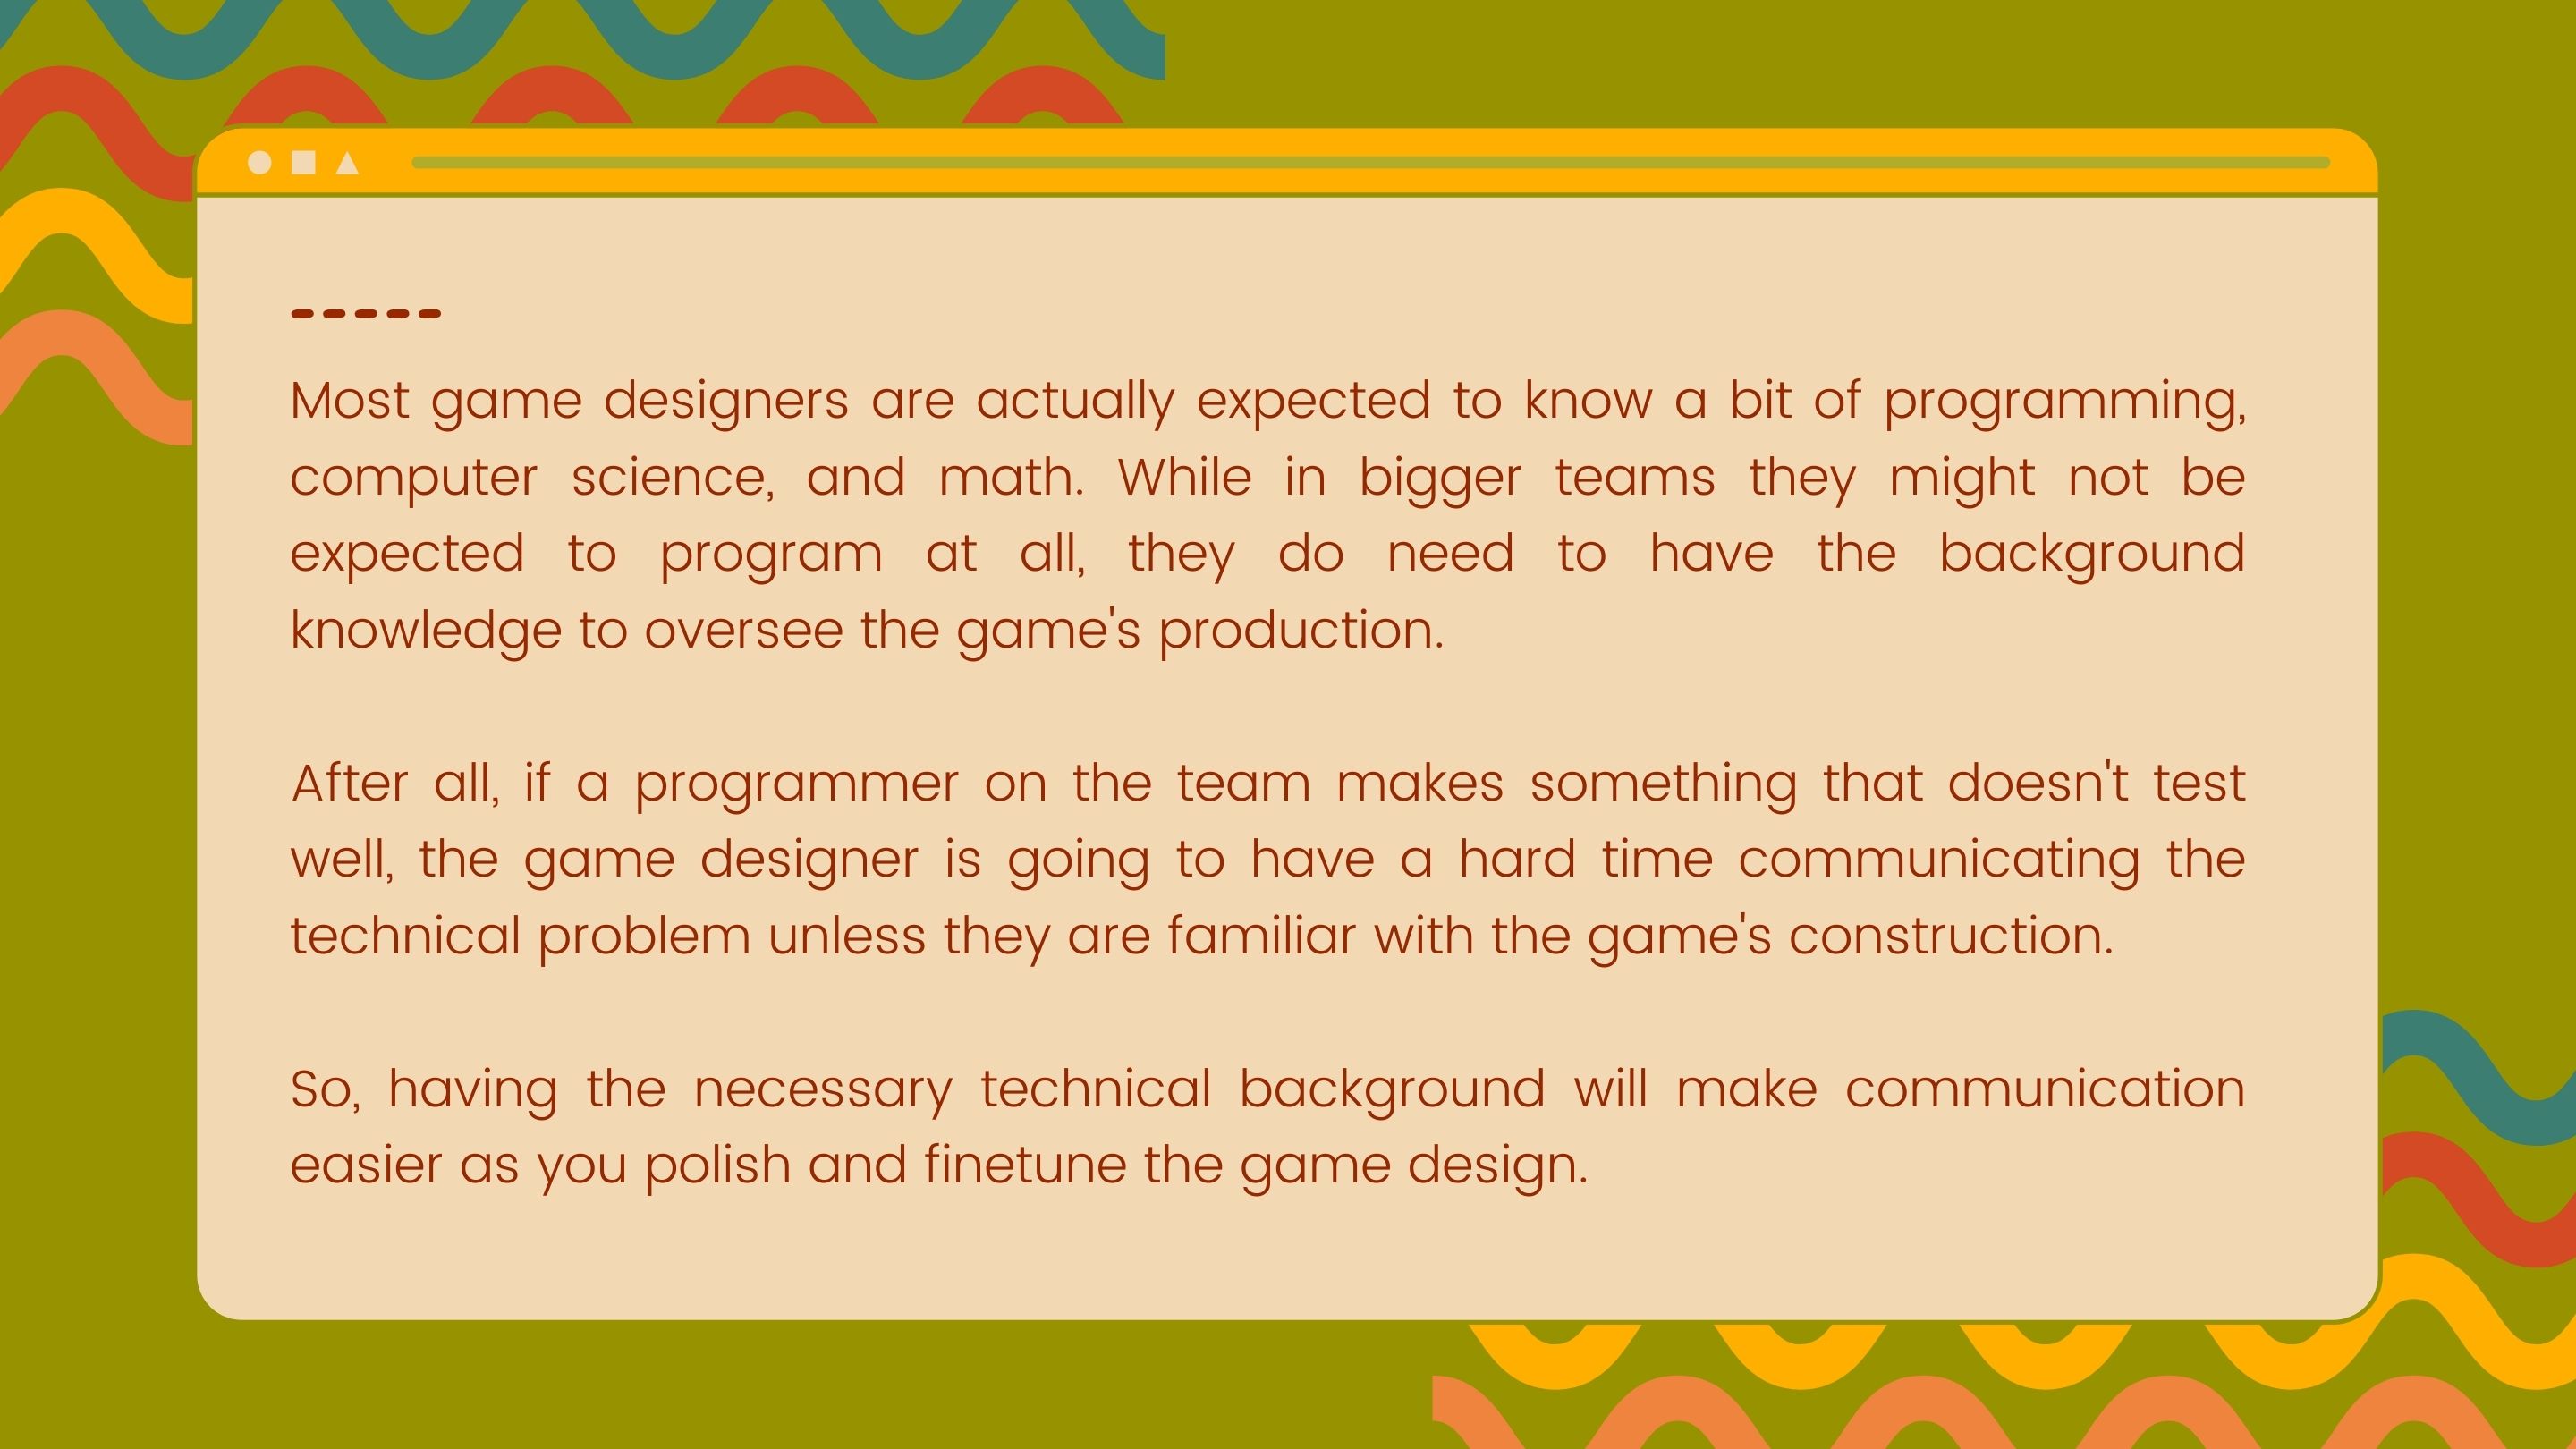 Most game designers are actually expected to know a bit of programming,
computer science, and math. While in bigger teams they might not be
expected to program at all, they do need to have the background
knowledge to oversee the game's production.
After all, if a programmer on the team makes something that doesn't test
well, the game designer is going to have a hard time communicating the
technical problem unless they are familiar with the game's construction.
So, having the necessary technical background will make communication
easier as you polish and finetune the game design.